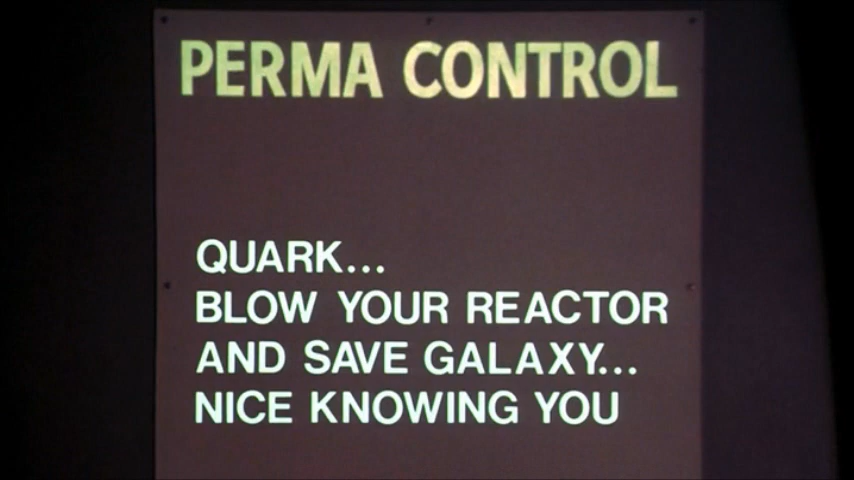 PERMA CONTROL
QUARK...
BLOW YOUR REACTOR
AND SAVE GALAXY...
NICE KNOWING YOU